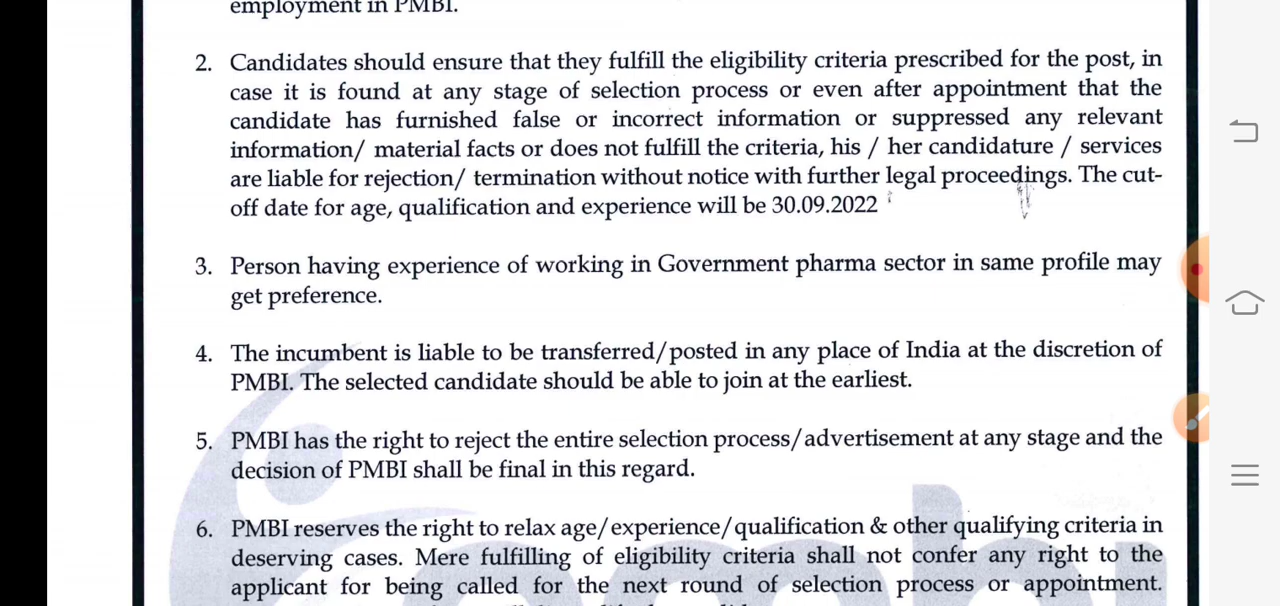 employment in PMBI.
2. Candidates should ensure that they fulfill the eligibility criteria prescribed for the post, in
case it is found at any stage of selection process or even after appointment that the
candidate has furnished false or incorrect information or suppressed any relevant
information/ material facts or does not fulfill the criteria, his / her candidature / services
are liable for rejection/ termination without notice with further legal proceedings. The cut-
off date for age, qualification and experience will be 30.09.2022
3. Person having experience of working in Government pharma sector in same profile may
get preference.
4. The incumbent is liable to be transferred/posted in any place of India at the discretion of
PMBI. The selected candidate should be able to join at the earliest.
5. PMBI has the right to reject the entire selection process/advertisement at any stage and the
decision of PMBI shall be final in this regard.
6. PMBI reserves the right to relax age/experience/qualification & other qualifying criteria in
deserving cases. Mere fulfilling of eligibility criteria shall not confer any right to the
applicant for being called for the next round of selection process or appointment.